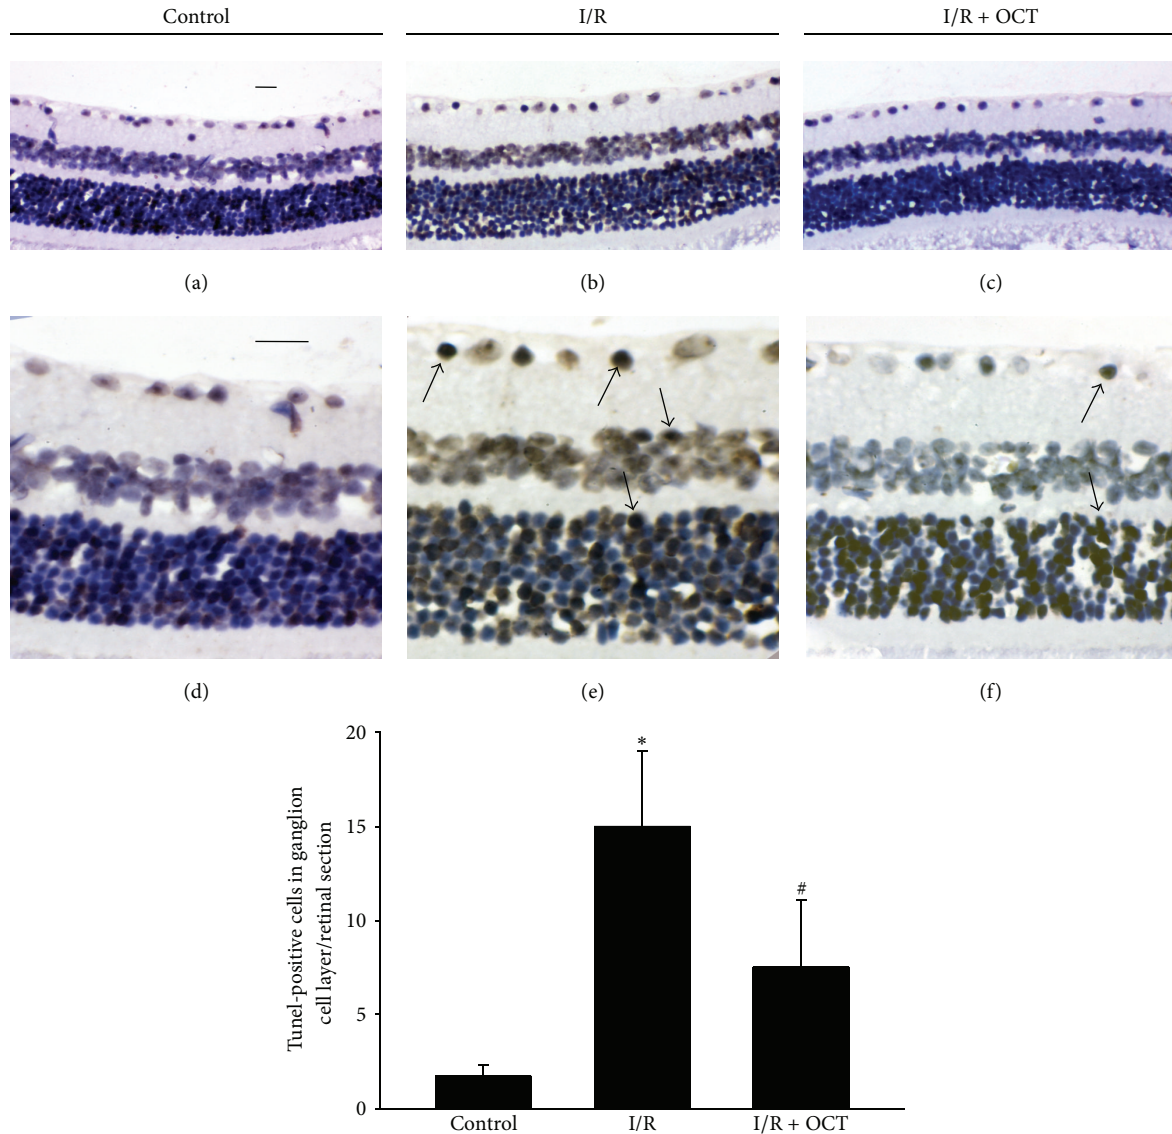 Control
I/R
I/R + OCT
(a)
(b)
(c)
(d)
(e)
(f)
Tunel-positive cells in ganglion
cell layer/retinal section
20
15
10
5
0
*
#
Control
I/R
I/R + OCT